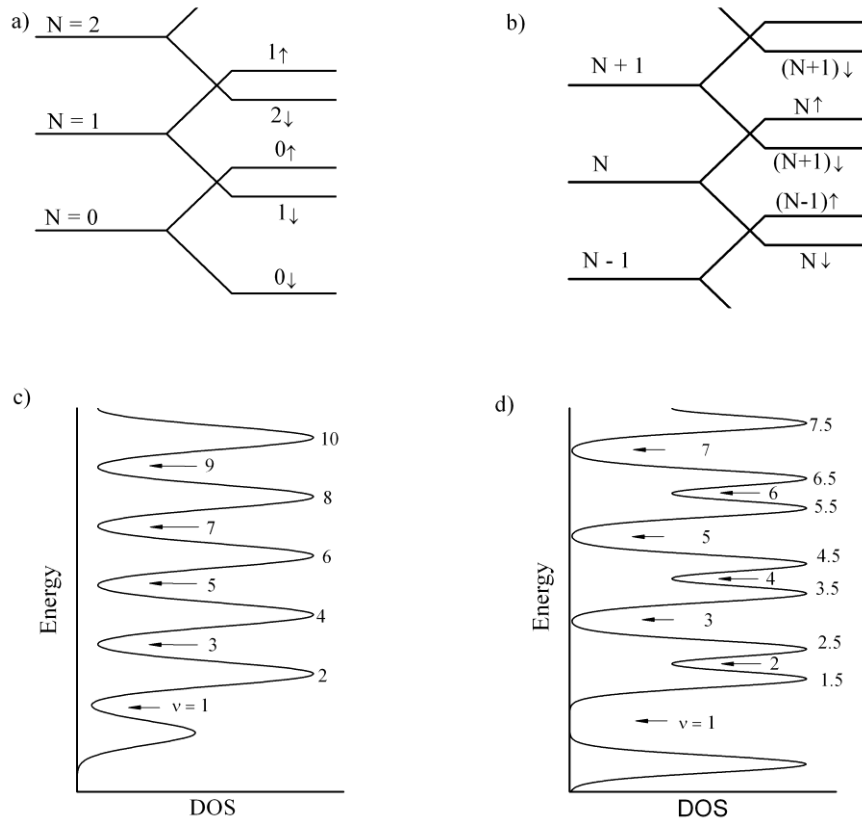 a)
N = 2
1↑
2↓
N = 1
0↑
1↓
N = 0
0↓
b)
(N+1)↓
N + 1
N↑
(N+1)↓
N
(N-1)↑
N↓
N - 1
c)
10
9
8
7
6
5
4
3
2
ν = 1
Energy
DOS
d)
7.5
7
6.5
6
5.5
5
4.5
4
3.5
3
2.5
2
1.5
ν = 1
Energy
DOS